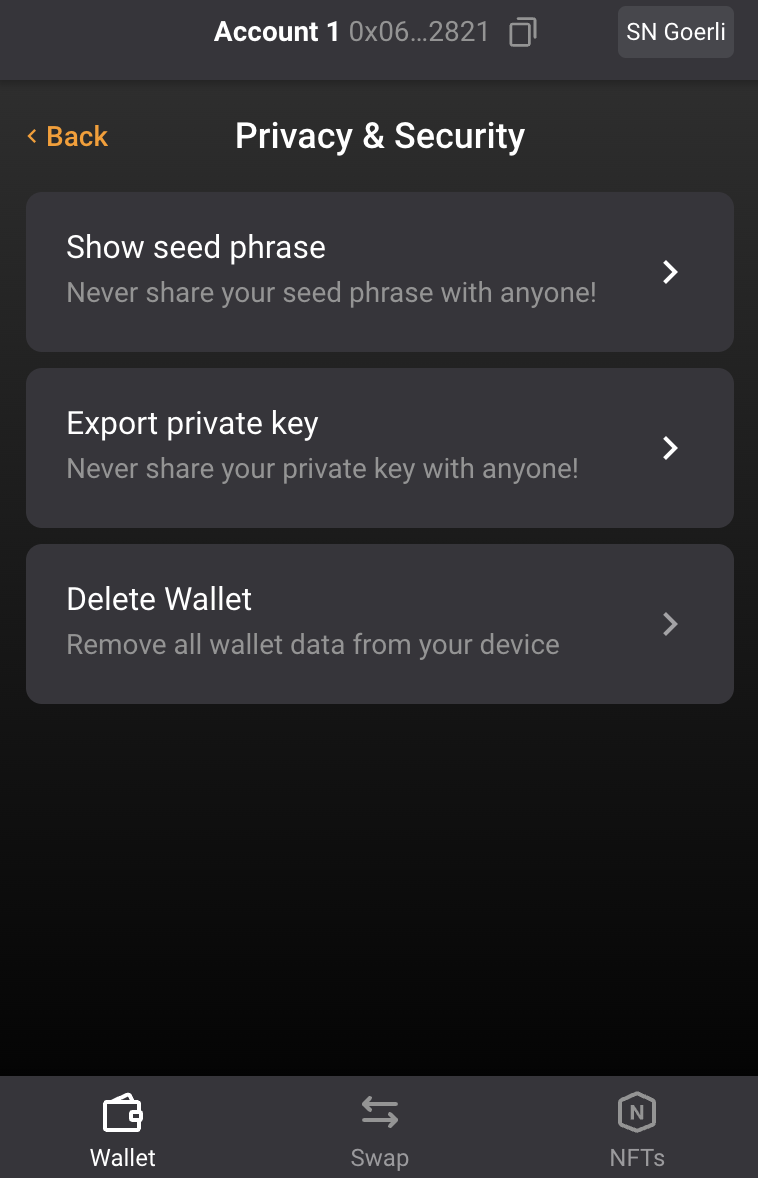 Account 1 0x06...2821 SN Goerli
Back Privacy & Security
Show seed phrase
Never share your seed phrase with anyone!
Export private key
Never share your private key with anyone!
Delete Wallet
Remove all wallet data from your device
N
Wallet Swap NFTs